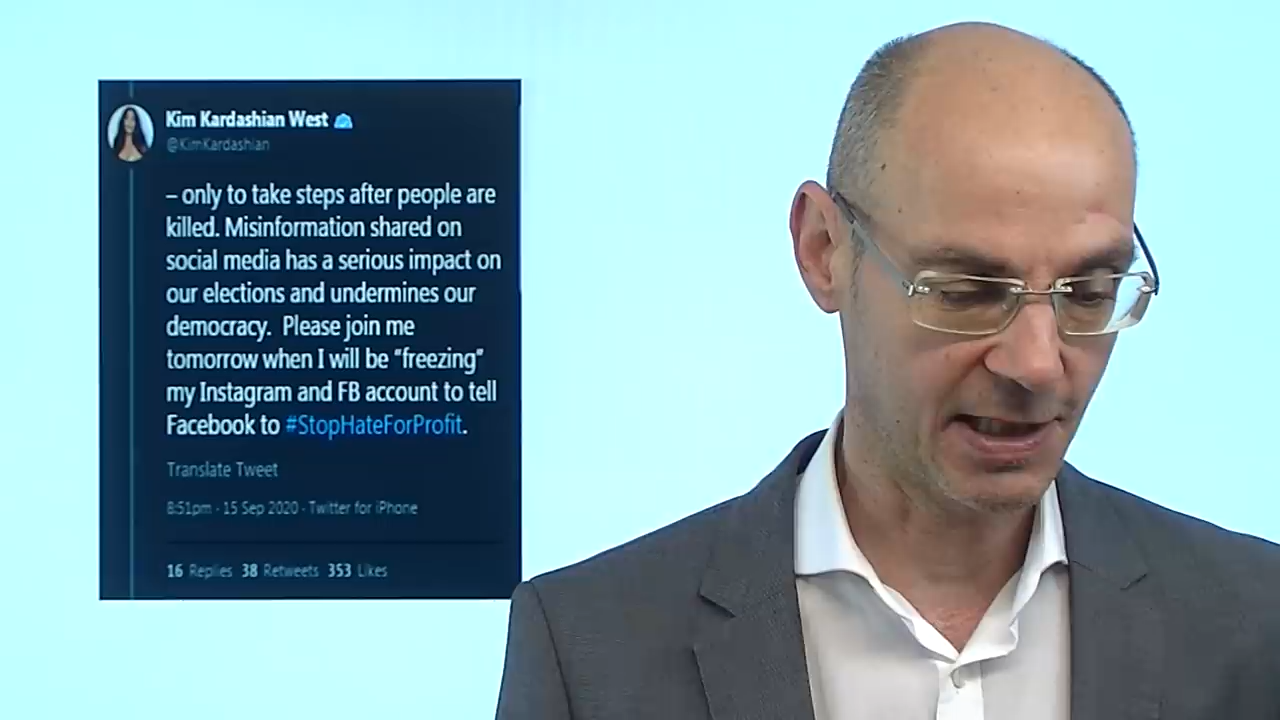 Kim Kardashian West
@KimKardashian
– only to take steps after people are
killed. Misinformation shared on
social media has a serious impact on
our elections and undermines our
democracy. Please join me
tomorrow when I will be "freezing"
my Instagram and FB account to tell
Facebook to #StopHateForProfit.
Translate Tweet
8:51pm · 15 Sep 2020 · Twitter for iPhone
16 Replies 38 Retweets 353 Likes